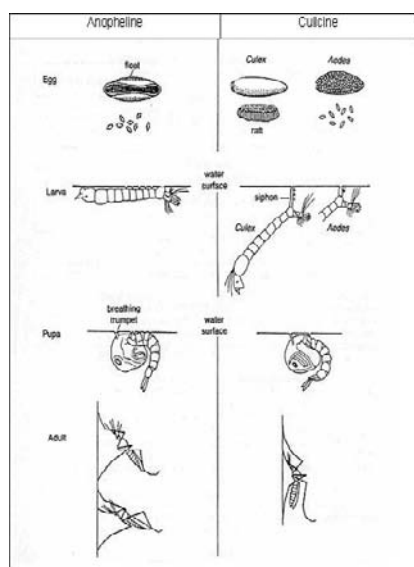 Anopheline
Culicine
Egg
float
Culex
Aedes
raft
Larva
water
surface
siphon
Culex
Aedes
breathing
trumpet
Pupa
water
surface
Adult